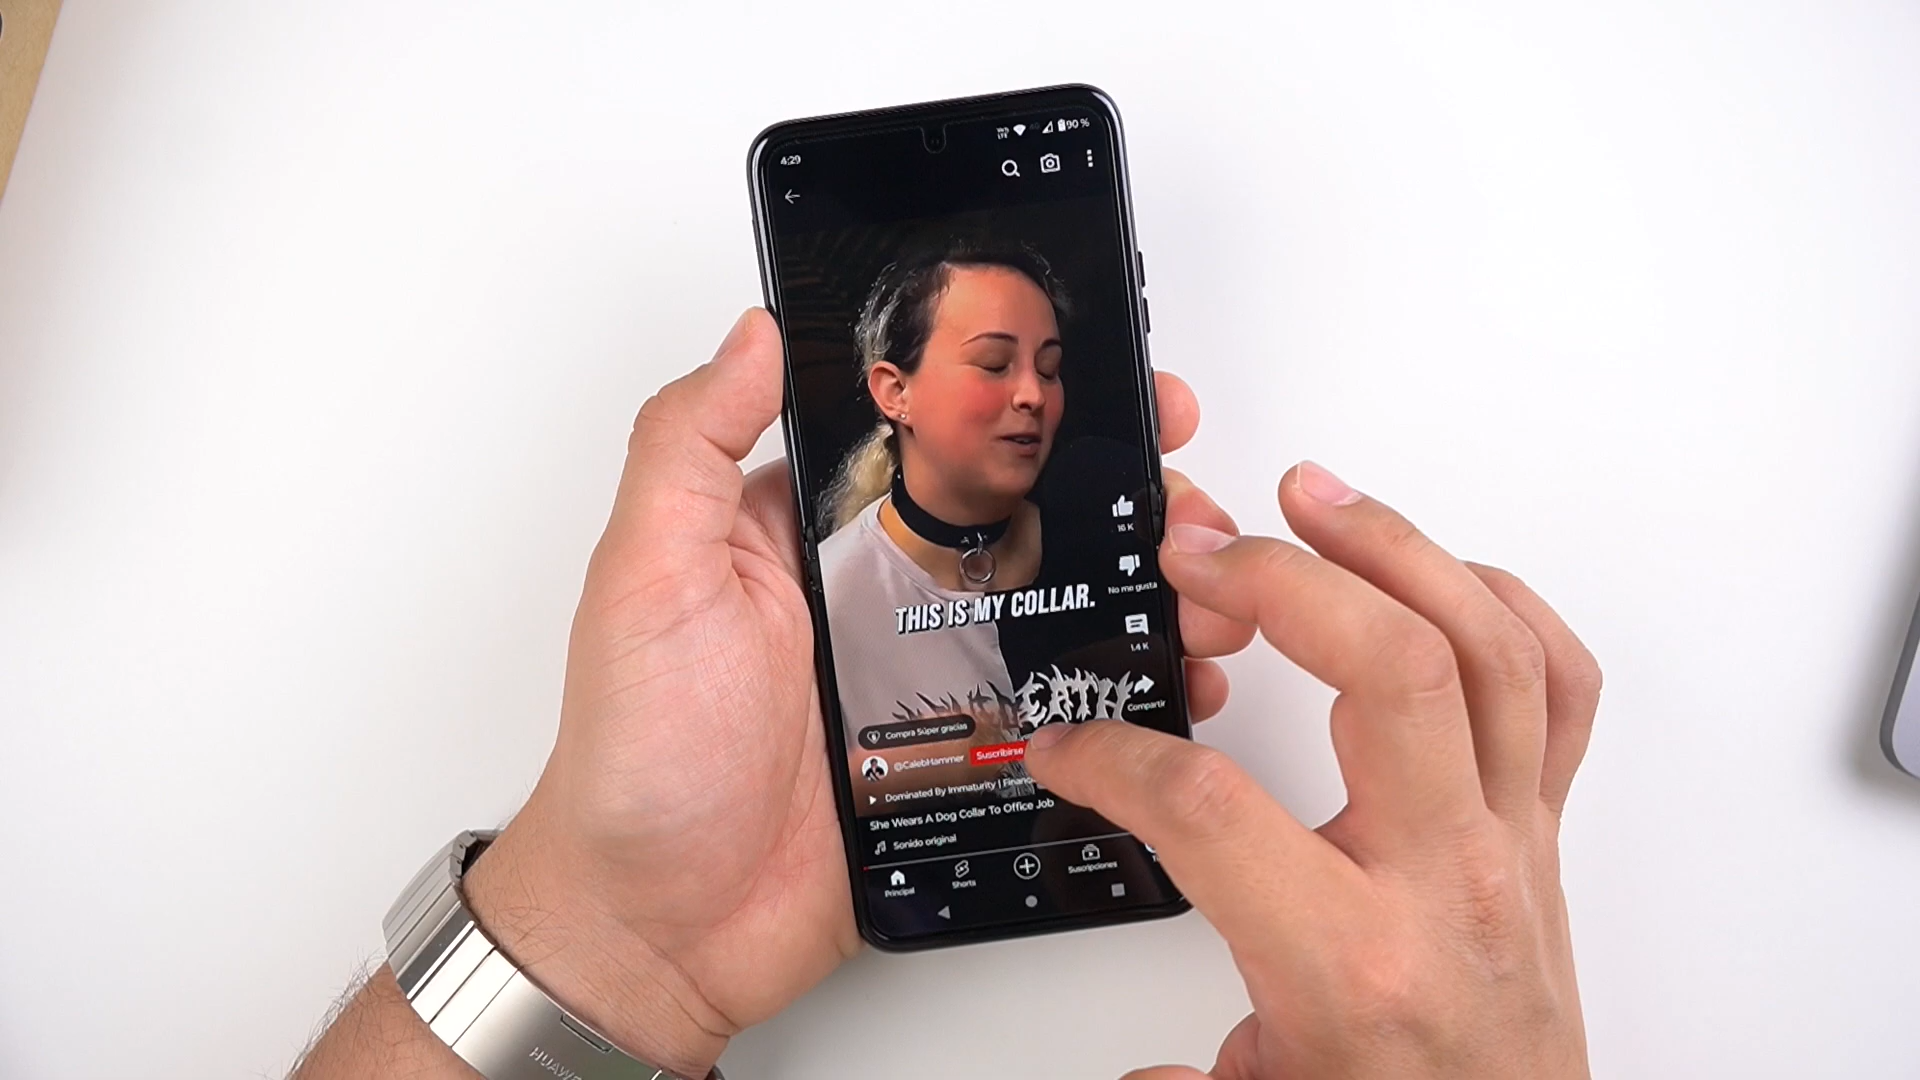 4:29
90 %
THIS IS MY COLLAR.
16 K
No me gusta
1.4 K
Compartir
Compra Súper gracias
@CalebHammer
Suscribirse
Dominated By Immaturity | Financ
She Wears A Dog Collar To Office Job
Sonido original
Principal
Shorts
Suscripciones
HUAWE